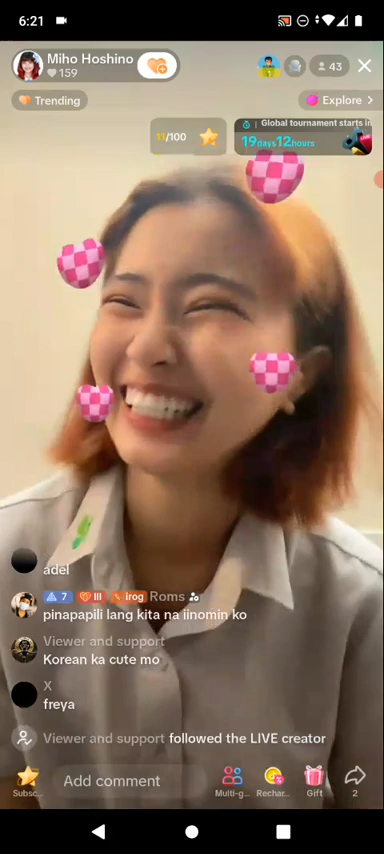 6:21
Miho Hoshino
159
43
Trending
Explore
11/100
Global tournament starts in
19days12hours
LIVE
adel
7 III irog Roms
pinapapili lang kita na iinomin ko
Viewer and support
Korean ka cute mo
X
freya
Viewer and support followed the LIVE creator
Add comment
Subsc... Multi-g... Rechar... Gift 2